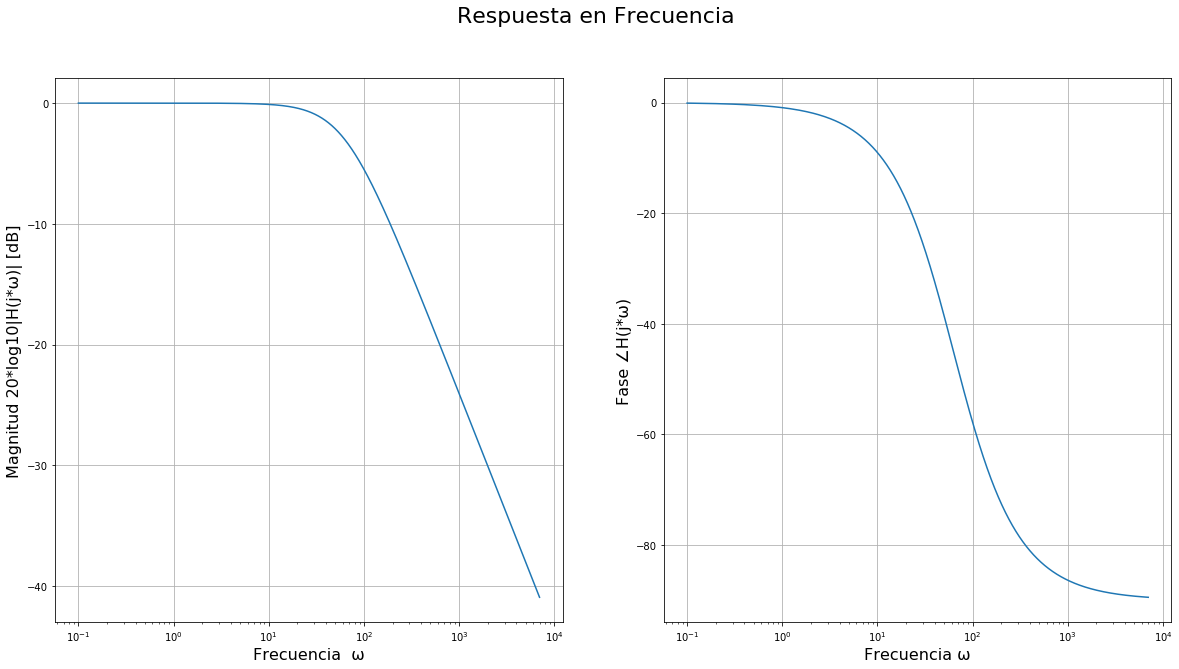 Respuesta en Frecuencia
Magnitud 20*log10|H(j*ω)| [dB]
0
−10
−20
−30
−40
10⁻¹ 10⁰ 10¹ 10² 10³ 10⁴
Frecuencia ω
Fase ∠H(j*ω)
0
−20
−40
−60
−80
10⁻¹ 10⁰ 10¹ 10² 10³ 10⁴
Frecuencia ω